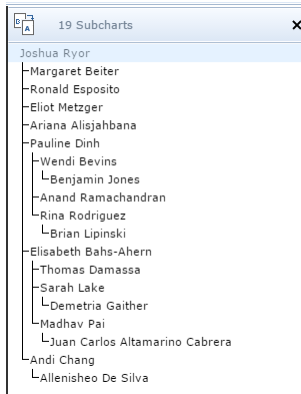 B A 19 Subcharts
Joshua Ryor
Margaret Beiter
Ronald Esposito
Eliot Metzger
Ariana Alisjahbana
Pauline Dinh
Wendi Bevins
Benjamin Jones
Anand Ramachandran
Rina Rodriguez
Brian Lipinski
Elisabeth Bahs-Ahern
Thomas Damassa
Sarah Lake
Demetria Gaither
Madhav Pai
Juan Carlos Altamarino Cabrera
Andi Chang
Allenisheo De Silva